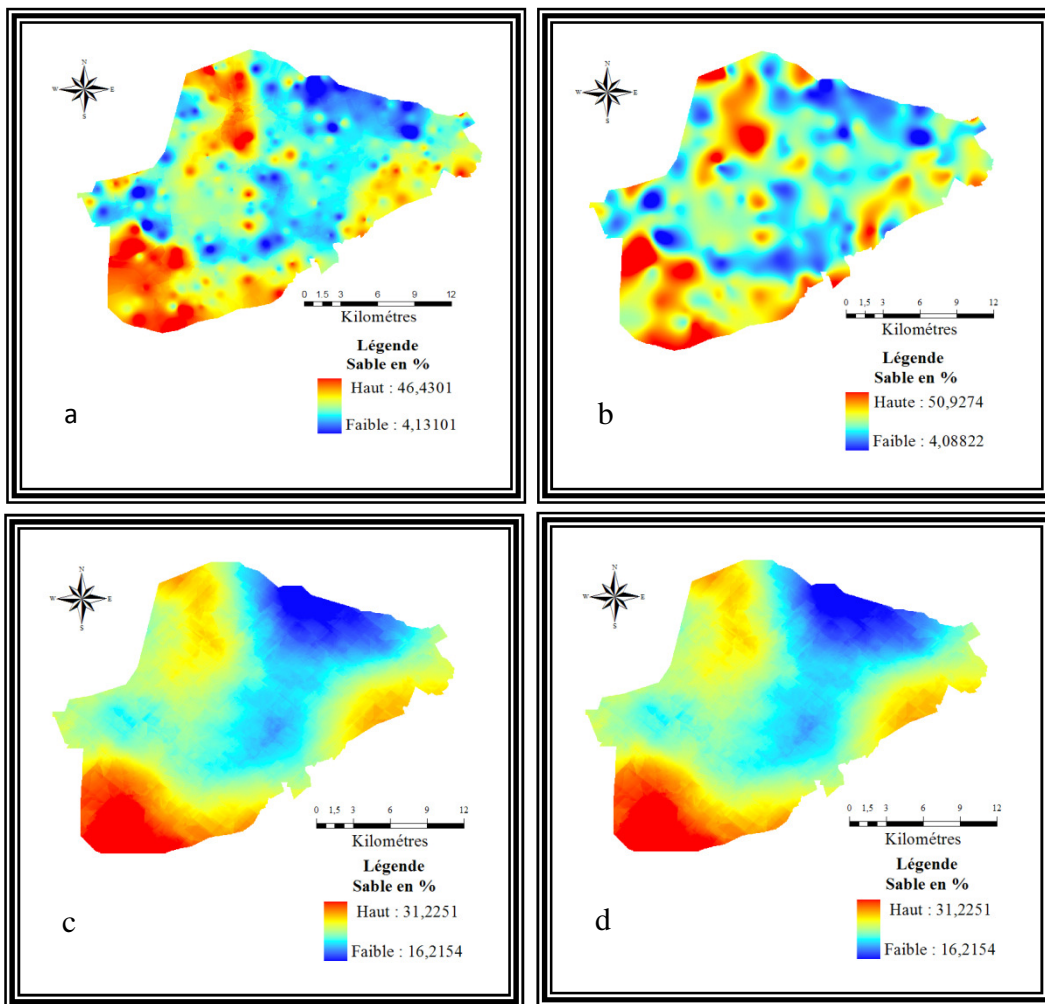 N
W E
S
0 1.5 3 6 9 12
Kilométres
Légende
Sable en %
Haut : 46,4301
Faible : 4,13101
a
N
W E
S
0 1,5 3 6 9 12
Kilométres
Légende
Sable en %
Haute : 50,9274
Faible : 4,08822
b
N
W E
S
0 1,5 3 6 9 12
Kilométres
Légende
Sable en %
Haut : 31,2251
Faible : 16,2154
c
N
W E
S
0 1,5 3 6 9 12
Kilométres
Légende
Sable en %
Haut : 31,2251
Faible : 16,2154
d